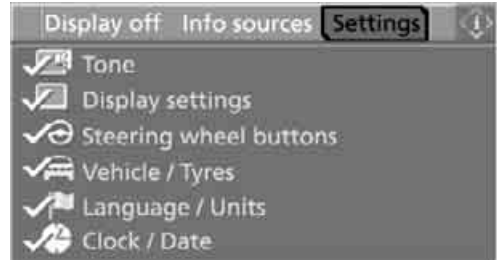 Display off Info sources Settings i
Tone
Display settings
Steering wheel buttons
Vehicle / Tyres
Language / Units
Clock / Date